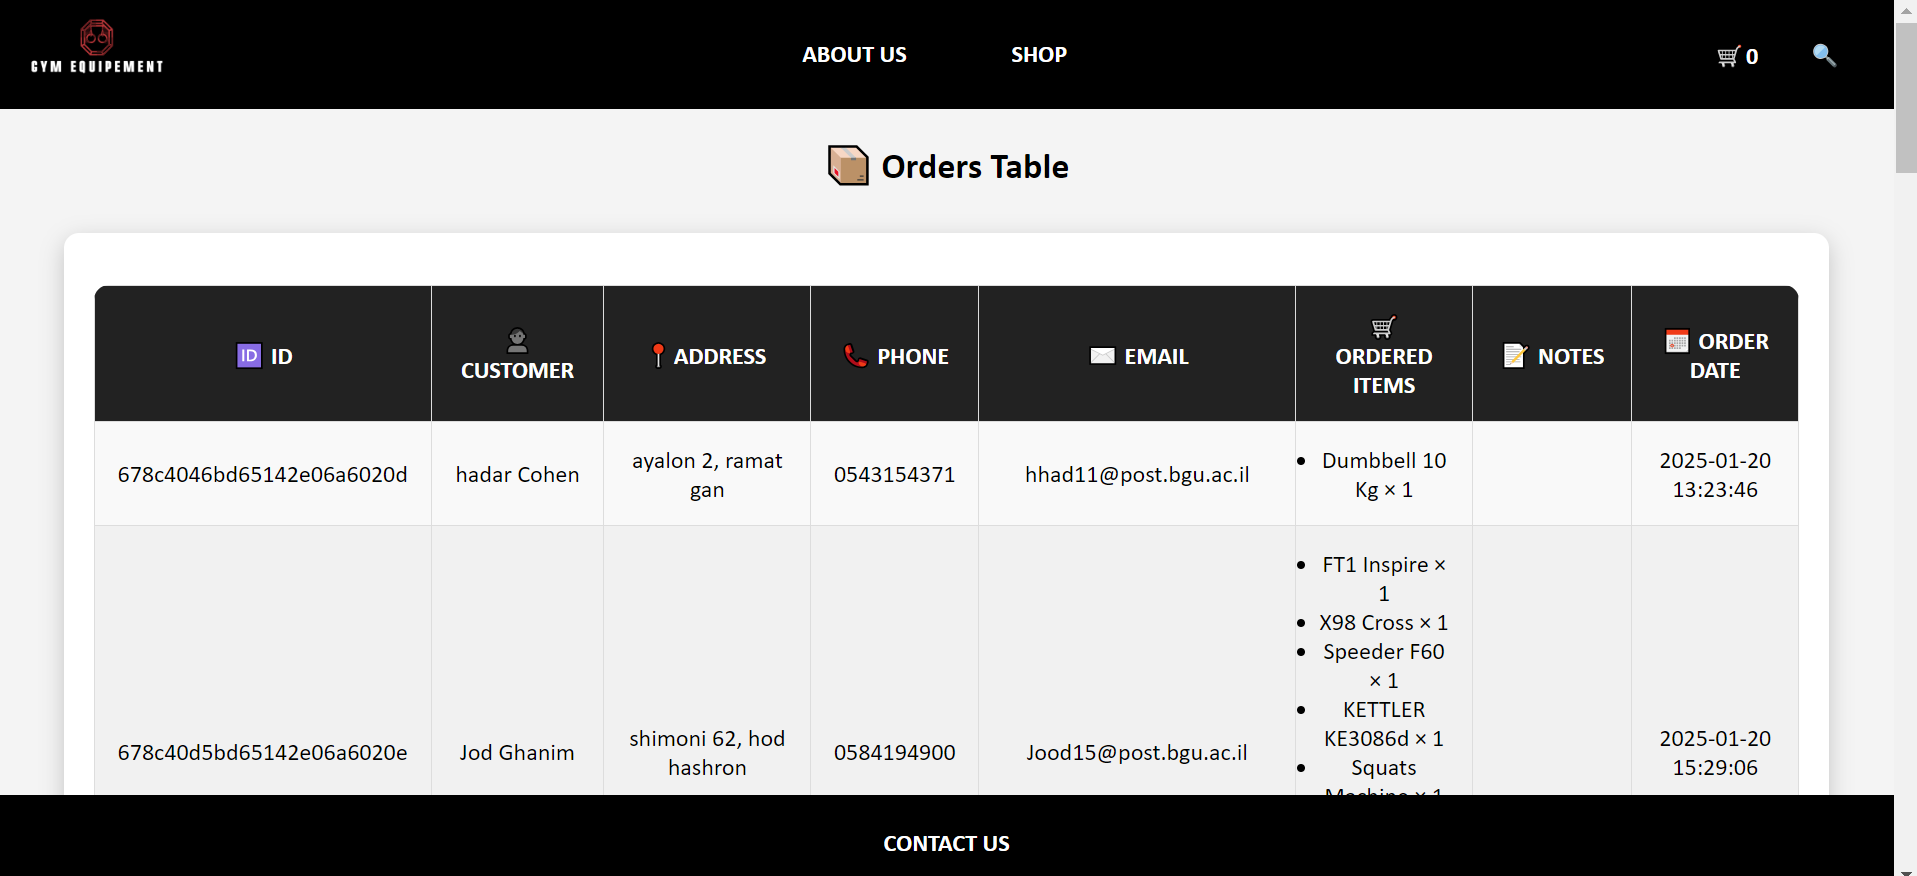 GYM EQUIPEMENT
ABOUT US
SHOP
0
Orders Table
ID
CUSTOMER
ADDRESS
PHONE
EMAIL
ORDERED
ITEMS
NOTES
ORDER
DATE
678c4046bd65142e06a6020d
hadar Cohen
ayalon 2, ramat
gan
0543154371
hhad11@post.bgu.ac.il
• Dumbbell 10
Kg × 1
2025-01-20
13:23:46
678c40d5bd65142e06a6020e
Jod Ghanim
shimoni 62, hod
hashron
0584194900
Jood15@post.bgu.ac.il
• FT1 Inspire ×
1
• X98 Cross × 1
• Speeder F60
× 1
• KETTLER
KE3086d × 1
• Squats
Machine × 1
2025-01-20
15:29:06
CONTACT US